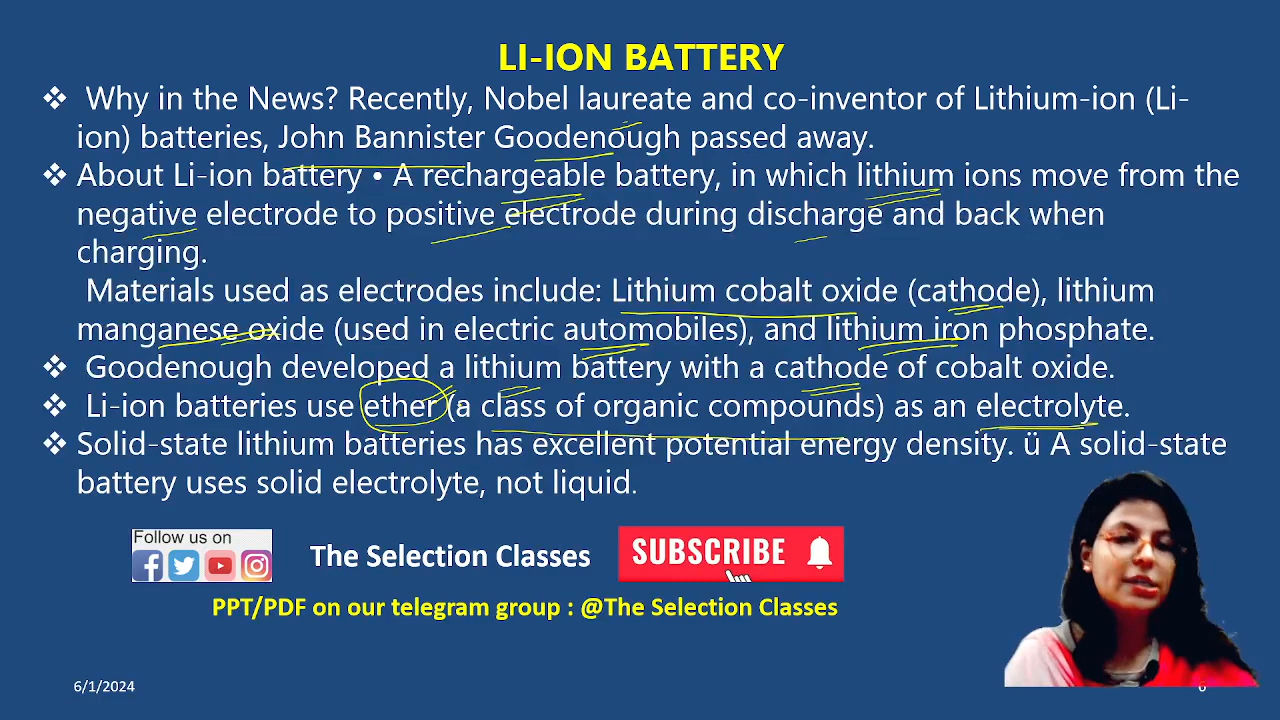 LI-ION BATTERY
❖ Why in the News? Recently, Nobel laureate and co-inventor of Lithium-ion (Li-
ion) batteries, John Bannister Goodenough passed away.
❖ About Li-ion battery • A rechargeable battery, in which lithium ions move from the
negative electrode to positive electrode during discharge and back when
charging.
Materials used as electrodes include: Lithium cobalt oxide (cathode), lithium
manganese oxide (used in electric automobiles), and lithium iron phosphate.
❖ Goodenough developed a lithium battery with a cathode of cobalt oxide.
❖ Li-ion batteries use ether (a class of organic compounds) as an electrolyte.
❖ Solid-state lithium batteries has excellent potential energy density. ü A solid-state
battery uses solid electrolyte, not liquid.
Follow us on
The Selection Classes
SUBSCRIBE
PPT/PDF on our telegram group : @The Selection Classes
6/1/2024
6